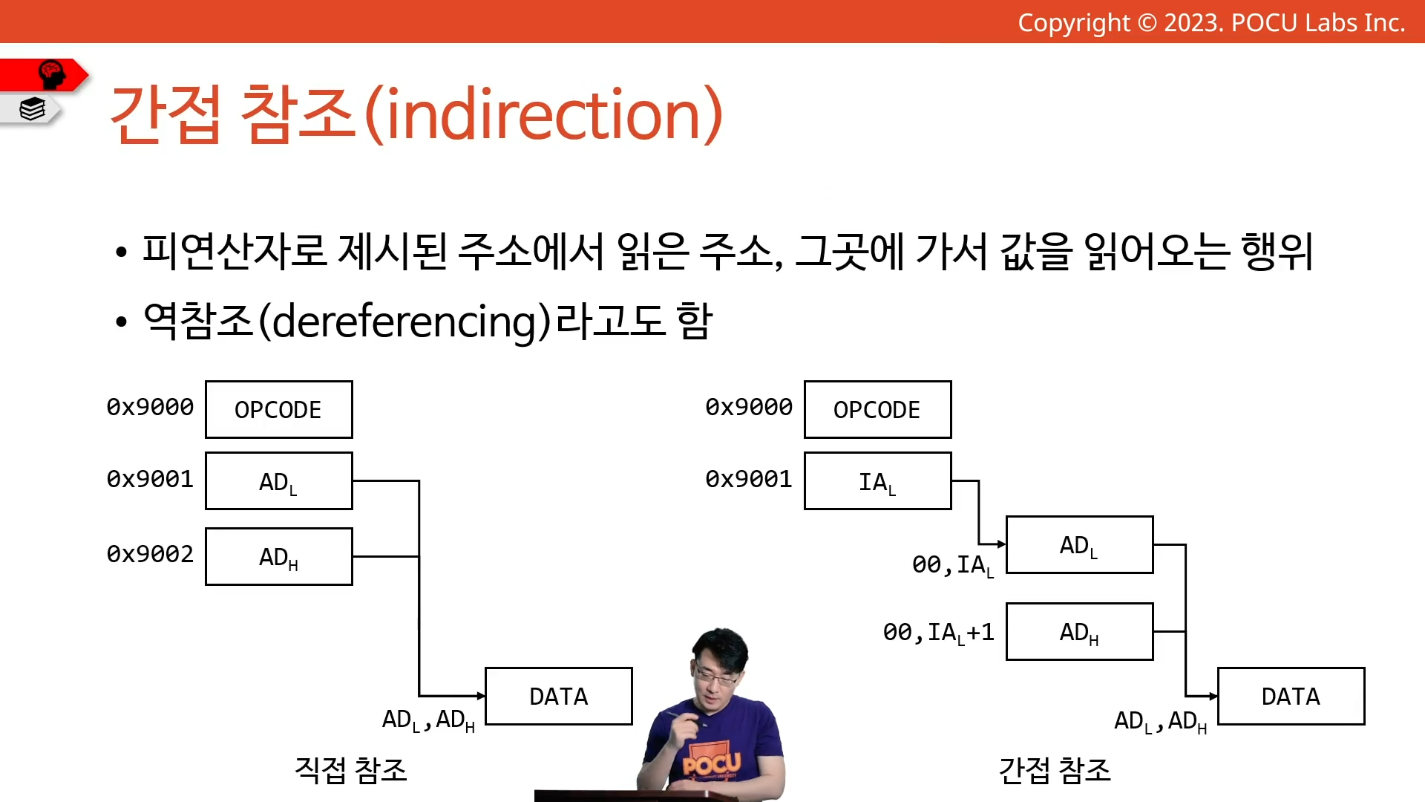 Copyright © 2023. POCU Labs Inc.
간접 참조(indirection)
• 피연산자로 제시된 주소에서 읽은 주소, 그곳에 가서 값을 읽어오는 행위
• 역참조(dereferencing)라고도 함
0x9000 OPCODE
0x9001 ADL
0x9002 ADH
DATA
ADL,ADH
직접 참조
0x9000 OPCODE
0x9001 IAL
ADL
00,IAL
00,IAL+1 ADH
DATA
ADL,ADH
간접 참조
POCU